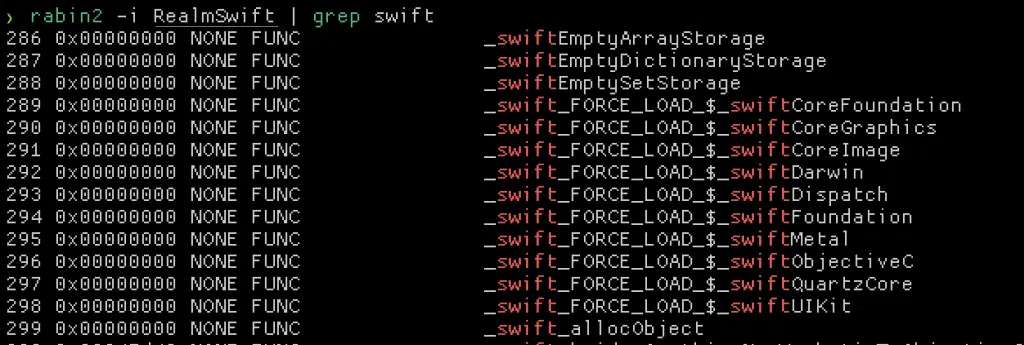 ❯ rabin2 -i RealmSwift | grep swift
286 0x00000000 NONE FUNC _swiftEmptyArrayStorage
287 0x00000000 NONE FUNC _swiftEmptyDictionaryStorage
288 0x00000000 NONE FUNC _swiftEmptySetStorage
289 0x00000000 NONE FUNC _swift_FORCE_LOAD_$_swiftCoreFoundation
290 0x00000000 NONE FUNC _swift_FORCE_LOAD_$_swiftCoreGraphics
291 0x00000000 NONE FUNC _swift_FORCE_LOAD_$_swiftCoreImage
292 0x00000000 NONE FUNC _swift_FORCE_LOAD_$_swiftDarwin
293 0x00000000 NONE FUNC _swift_FORCE_LOAD_$_swiftDispatch
294 0x00000000 NONE FUNC _swift_FORCE_LOAD_$_swiftFoundation
295 0x00000000 NONE FUNC _swift_FORCE_LOAD_$_swiftMetal
296 0x00000000 NONE FUNC _swift_FORCE_LOAD_$_swiftObjectiveC
297 0x00000000 NONE FUNC _swift_FORCE_LOAD_$_swiftQuartzCore
298 0x00000000 NONE FUNC _swift_FORCE_LOAD_$_swiftUIKit
299 0x00000000 NONE FUNC _swift_allocObject